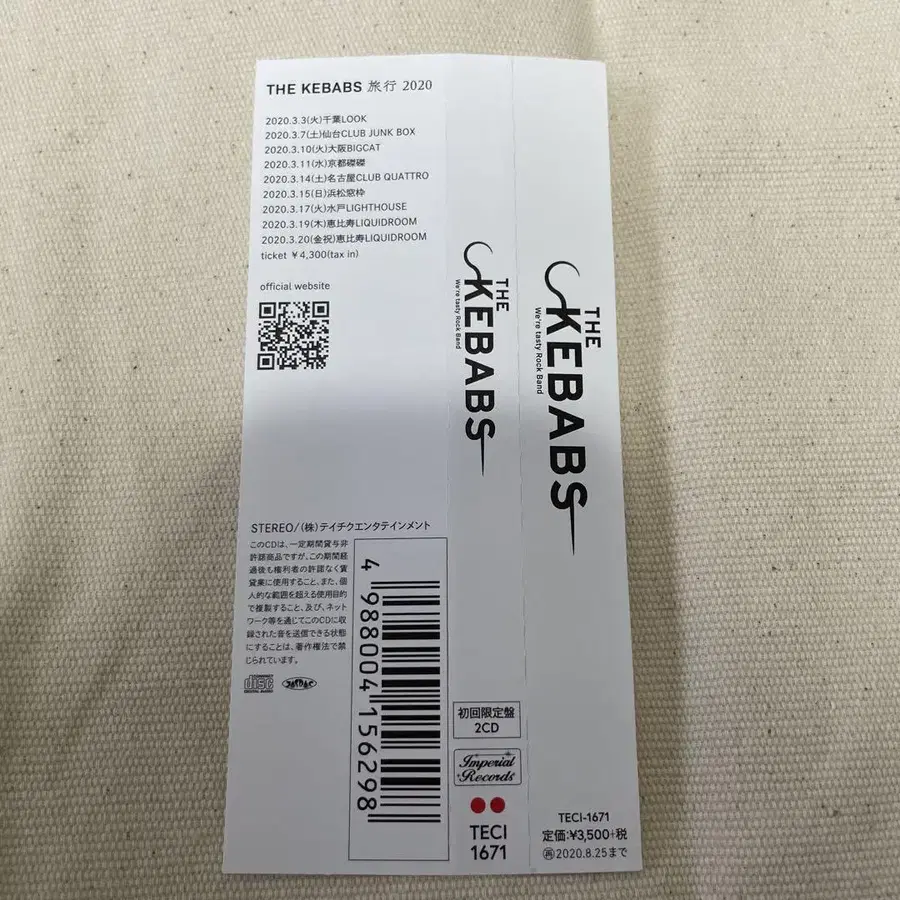 THE KEBABS 旅行 2020
2020.3.3(火)千葉LOOK
2020.3.7(土)仙台CLUB JUNK BOX
2020.3.10(火)大阪BIGCAT
2020.3.11(水)京都磔磔
2020.3.14(土)名古屋CLUB QUATTRO
2020.3.15(日)浜松窓枠
2020.3.17(火)水戸LIGHTHOUSE
2020.3.19(木)恵比寿LIQUIDROOM
2020.3.20(金祝)恵比寿LIQUIDROOM
ticket ¥4,300(tax in)
official website
STEREO/(株)テイチクエンタテインメント
このCDは、一定期間貸与非
許諾商品ですが、この期間経
過後も権利者の許諾なく賃
貸業に使用すること、また、個
人的な範囲を超える使用目的
で複製すること、及び、ネット
ワーク等を通じてこのCDに収
録された音を送信できる状態
にすることは、著作権法で禁
じられています。
COMPACT
disc
DIGITAL AUDIO
JASRAC
4 988004 156298
THE
KEBABS
We're tasty Rock Band
初回限定盤
2CD
Imperial
Records
TECI
1671
THE
KEBABS
We're tasty Rock Band
TECI-1671
定価:¥3,500+税
再2020.8.25まで